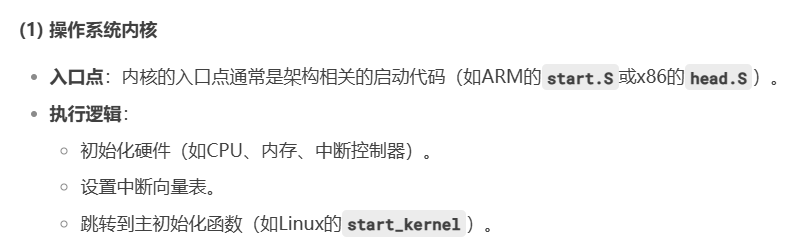 (1) 操作系统内核
入口点：内核的入口点通常是架构相关的启动代码（如ARM的start.S或x86的head.S）。
执行逻辑：
初始化硬件（如CPU、内存、中断控制器）。
设置中断向量表。
跳转到主初始化函数（如Linux的start_kernel）。